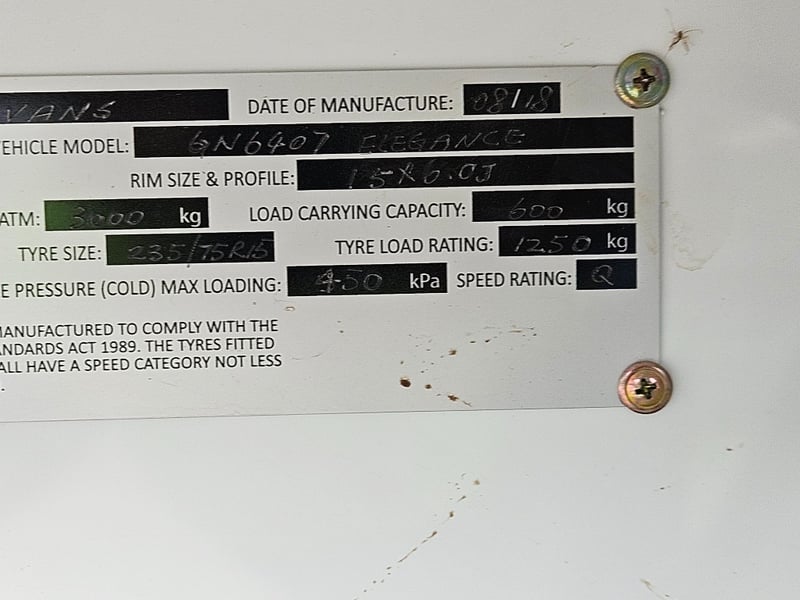 VANS DATE OF MANUFACTURE: 08/18
EHICLE MODEL: GN6407 ELEGANCE
RIM SIZE & PROFILE: 15X6.0J
ATM: 3000 kg LOAD CARRYING CAPACITY: 600 kg
TYRE SIZE: 235/75R15 TYRE LOAD RATING: 1250 kg
E PRESSURE (COLD) MAX LOADING: 450 kPa SPEED RATING: Q
MANUFACTURED TO COMPLY WITH THE
NDARDS ACT 1989. THE TYRES FITTED
ALL HAVE A SPEED CATEGORY NOT LESS
.